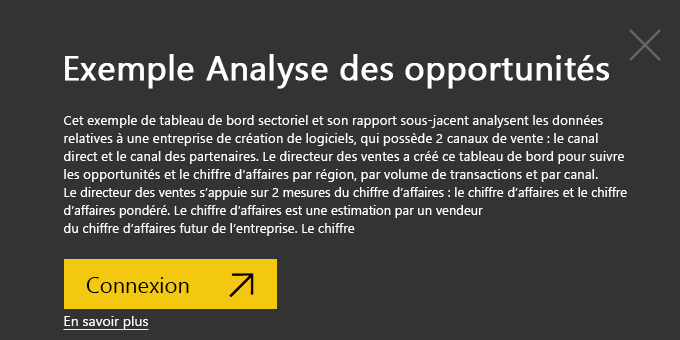 Exemple Analyse des opportunités
Cet exemple de tableau de bord sectoriel et son rapport sous-jacent analysent les données
relatives à une entreprise de création de logiciels, qui possède 2 canaux de vente : le canal
direct et le canal des partenaires. Le directeur des ventes a créé ce tableau de bord pour suivre
les opportunités et le chiffre d’affaires par région, par volume de transactions et par canal.
Le directeur des ventes s’appuie sur 2 mesures du chiffre d’affaires : le chiffre d’affaires et le chiffre
d’affaires pondéré. Le chiffre d’affaires est une estimation par un vendeur
du chiffre d’affaires futur de l’entreprise. Le chiffre
Connexion
En savoir plus